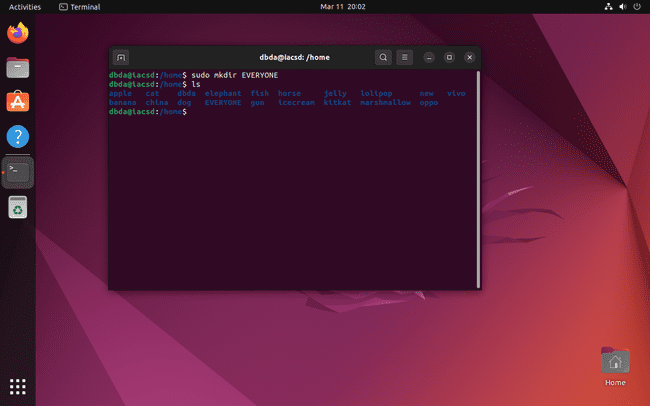 Activities Terminal Mar 11 20:02
dbda@iacsd: /home
dbda@iacsd:/home$ sudo mkdir EVERYONE
dbda@iacsd:/home$ ls
apple cat dbda elephant fish horse jelly lolipop new vivo
banana china dog EVERYONE gun icecream kitket marshmallow oppo
dbda@iacsd:/home$
Home